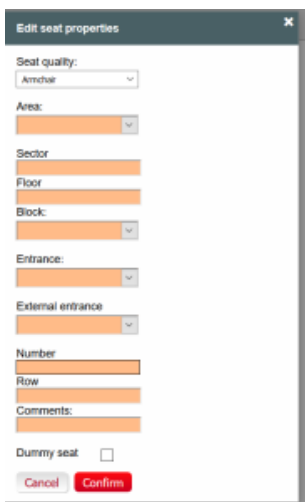 Edit seat properties
Seat quality:
Armchair
Area:
Sector
Floor
Block:
Entrance:
External entrance
Number
Row
Comments:
Dummy seat
Cancel Confirm